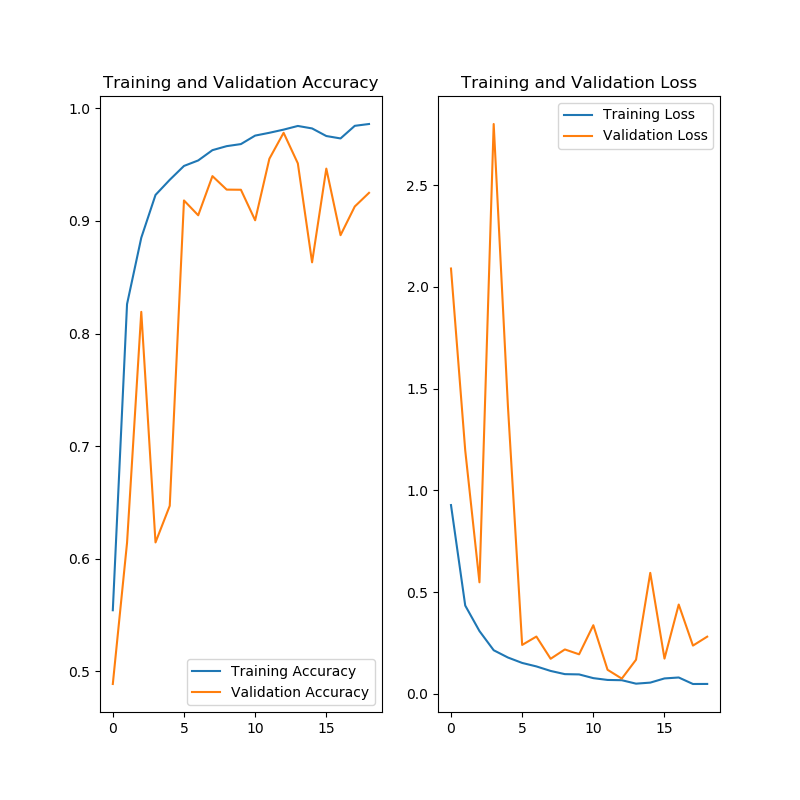 Training and Validation Accuracy
1.0
0.9
0.8
0.7
0.6
0.5
Training Accuracy
Validation Accuracy
0 5 10 15
Training and Validation Loss
Training Loss
Validation Loss
2.5
2.0
1.5
1.0
0.5
0.0
0 5 10 15